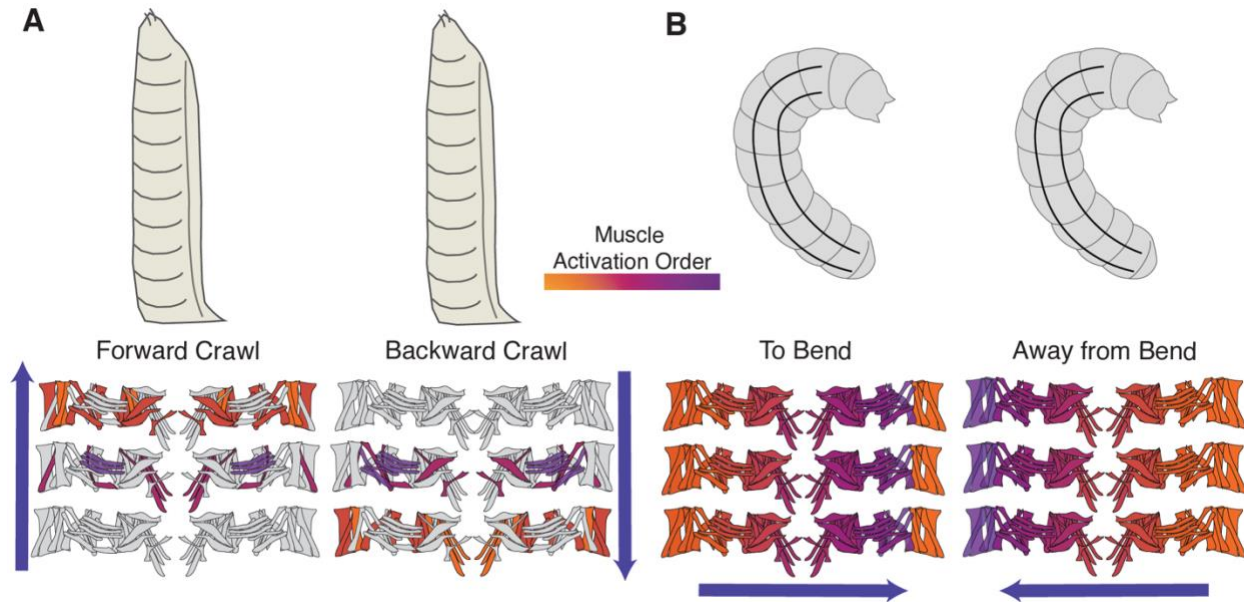 A
B
Muscle
Activation Order
Forward Crawl
Backward Crawl
To Bend
Away from Bend